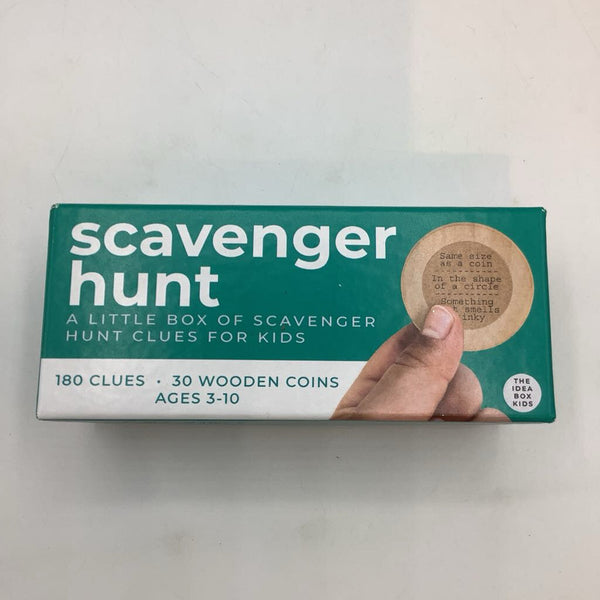 scavenger
hunt
A LITTLE BOX OF SCAVENGER
HUNT CLUES FOR KIDS
180 CLUES · 30 WOODEN COINS
AGES 3-10
Same size
as a coin
In the shape
of a circle
Something
smells
THE
IDEA
BOX
KIDS